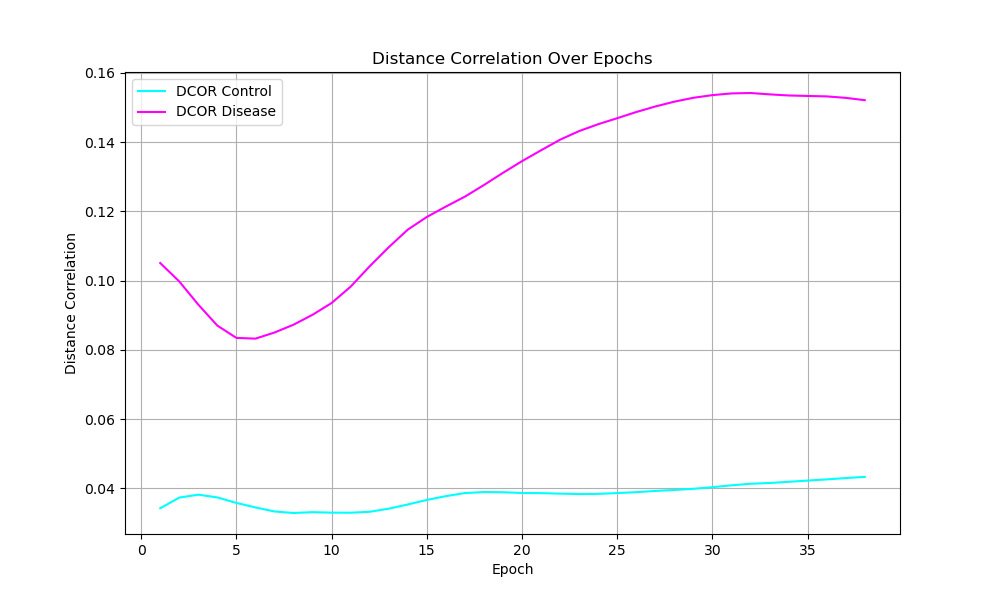 Distance Correlation Over Epochs
DCOR Control
DCOR Disease
Distance Correlation
0.16
0.14
0.12
0.10
0.08
0.06
0.04
0 5 10 15 20 25 30 35
Epoch